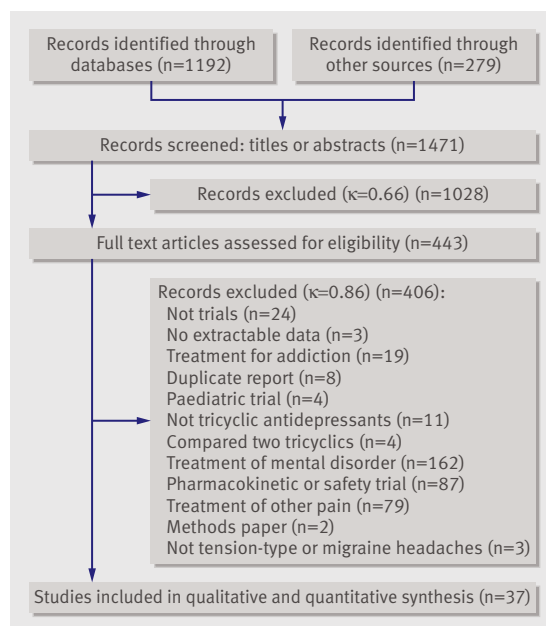 Records identified through
databases (n=1192)
Records identified through
other sources (n=279)
Records screened: titles or abstracts (n=1471)
Records excluded (κ=0.66) (n=1028)
Full text articles assessed for eligibility (n=443)
Records excluded (κ=0.86) (n=406):
Not trials (n=24)
No extractable data (n=3)
Treatment for addiction (n=19)
Duplicate report (n=8)
Paediatric trial (n=4)
Not tricyclic antidepressants (n=11)
Compared two tricyclics (n=4)
Treatment of mental disorder (n=162)
Pharmacokinetic or safety trial (n=87)
Treatment of other pain (n=79)
Methods paper (n=2)
Not tension-type or migraine headaches (n=3)
Studies included in qualitative and quantitative synthesis (n=37)